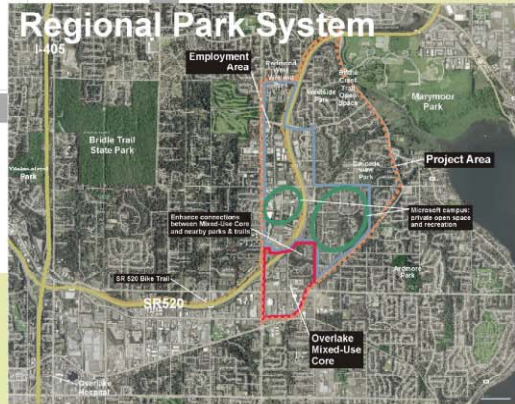 Regional Park System
I-405
Employment
Area
Marymoor
Park
Bridle Trail
State Park
Project Area
Park
Enhance connections
between Mixed-Use Core
and nearby parks & trails
Microsoft campus:
private open space
and recreation
SR 520 Bike Trail
SR520
Ardmore
Park
Overlake
Mixed-Use
Core
Overlake
Hospital